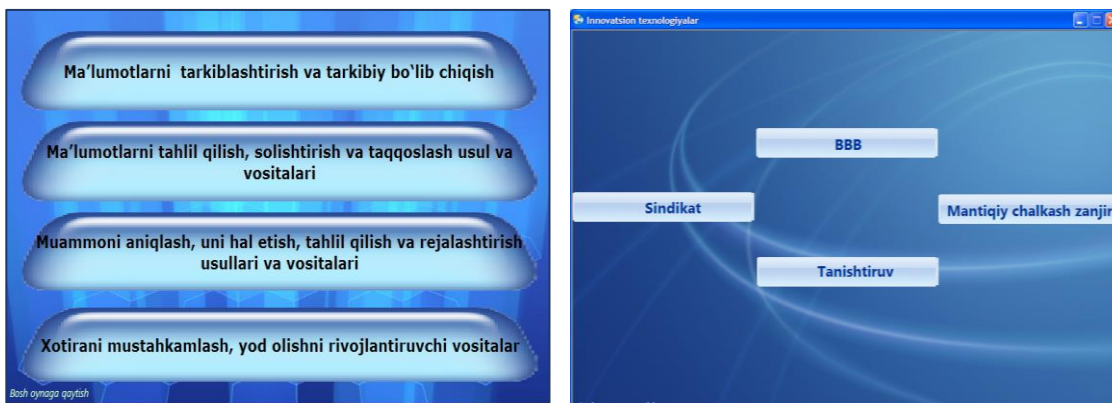 Ma’lumotlarni tarkiblashtirish va tarkibiy bo‘lib chiqish
Ma’lumotlarni tahlil qilish, solishtirish va taqqoslash usul va
vositalari
Muammoni aniqlash, uni hal etish, tahlil qilish va rejalashtirish
usullari va vositalari
Xotirani mustahkamlash, yod olishni rivojlantiruvchi vositalar
Bosh oynaga qaytish
Innovatsion texnologiyalar
BBB
Sindikat
Mantiqiy chalkash zanjir
Tanishtiruv